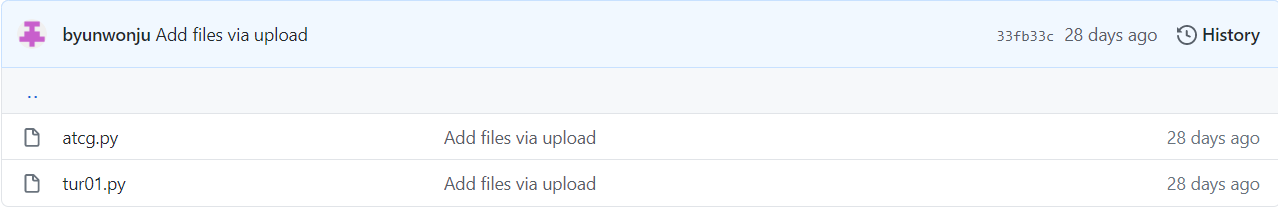 byunwonju Add files via upload 33fb33c 28 days ago History
..
atcg.py Add files via upload 28 days ago
tur01.py Add files via upload 28 days ago